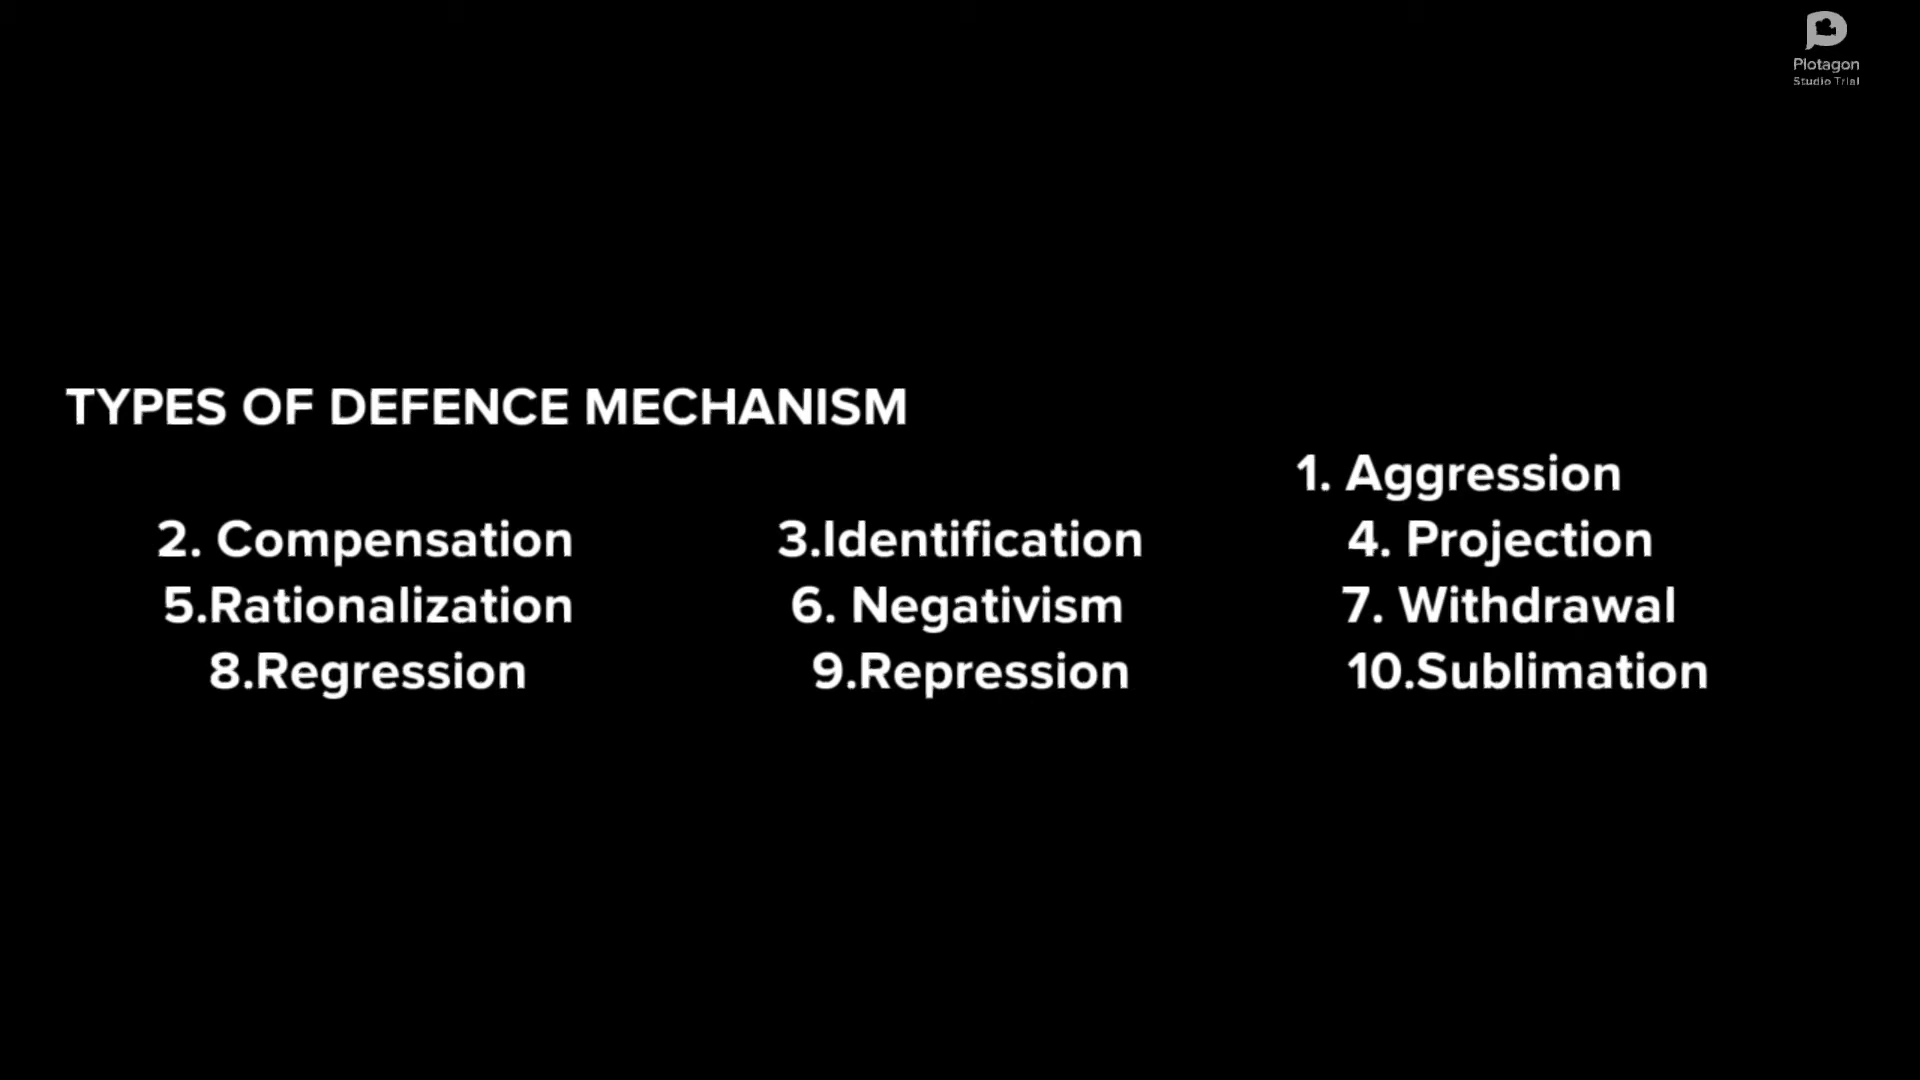 Plotagon
Studio Trial
TYPES OF DEFENCE MECHANISM
1. Aggression
2. Compensation 3.Identification 4. Projection
5.Rationalization 6. Negativism 7. Withdrawal
8.Regression 9.Repression 10.Sublimation